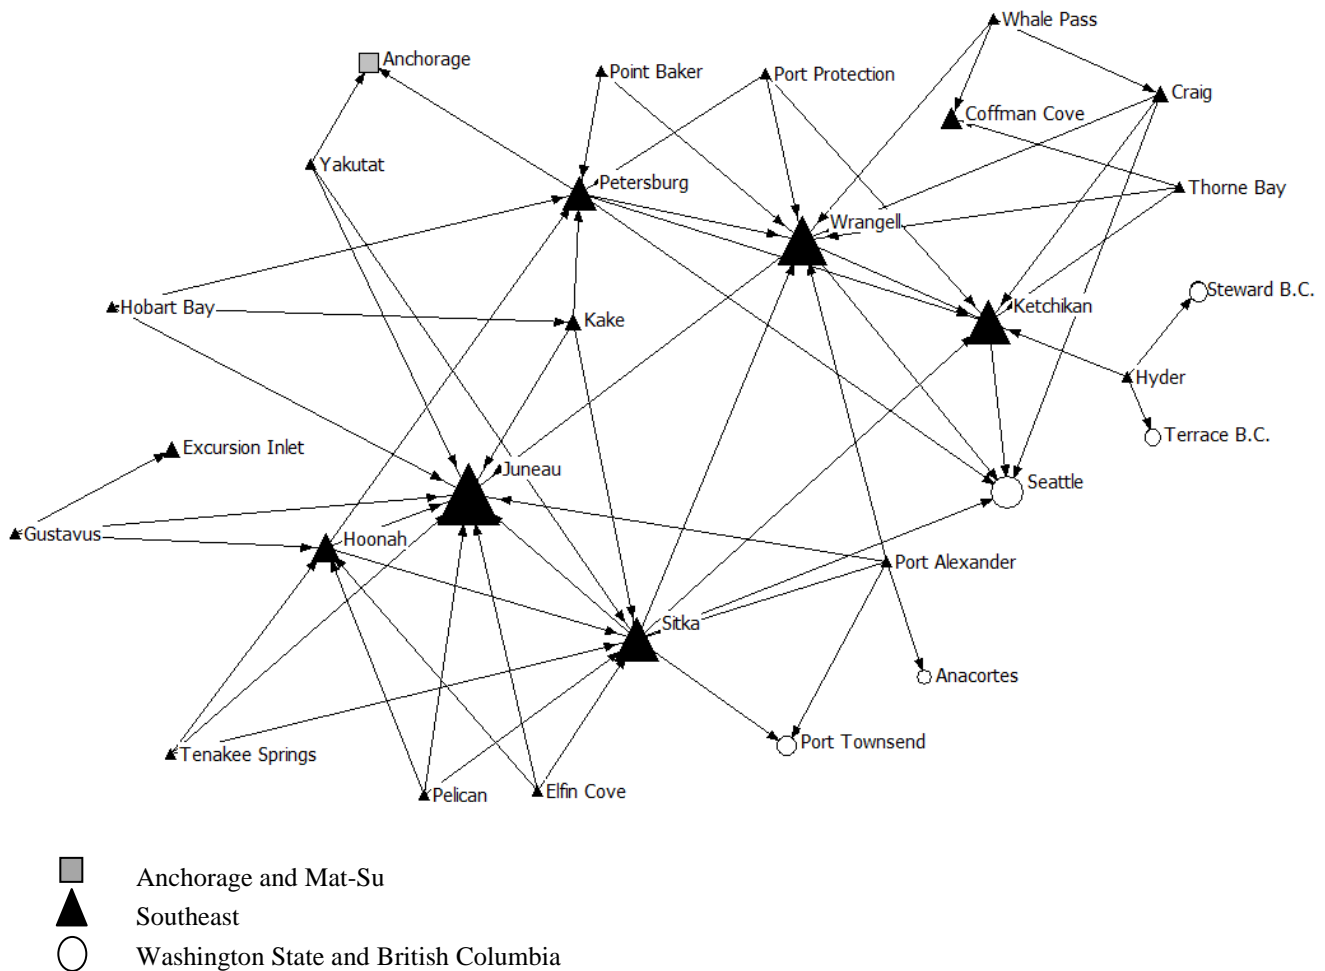 Whale Pass
Anchorage
Point Baker
Port Protection
Craig
Coffman Cove
Yakutat
Petersburg
Thorne Bay
Wrangell
Steward B.C.
Hobart Bay
Kake
Ketchikan
Hyder
Terrace B.C.
Excursion Inlet
Juneau
Seattle
Gustavus
Hoonah
Port Alexander
Sitka
Anacortes
Port Townsend
Tenakee Springs
Pelican
Elfin Cove
Anchorage and Mat-Su
Southeast
Washington State and British Columbia